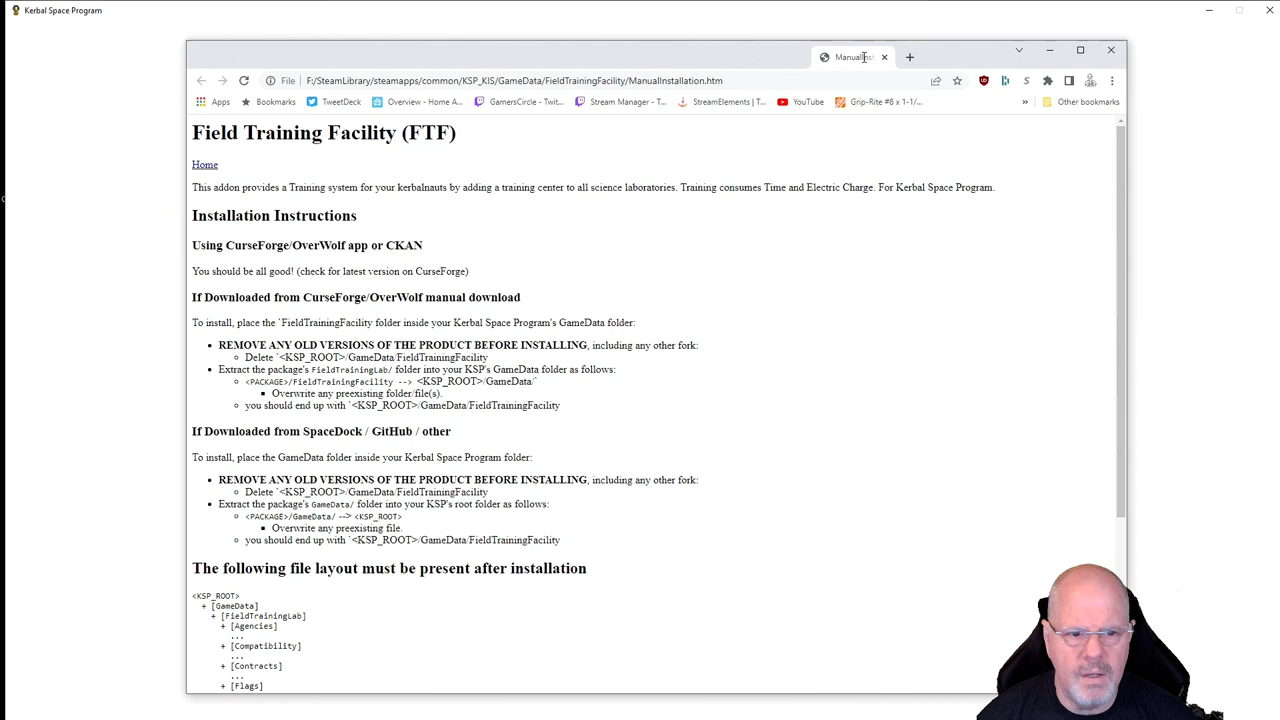 Kerbal Space Program
File F:/SteamLibrary/steamapps/common/KSP_KIS/GameData/FieldTrainingFacility/ManualInstallation.htm
Apps Bookmarks TweetDeck Overview - Home A... GamersCircle - Twit... Stream Manager - T... StreamElements | T... YouTube Grip-Rite #8 x 1-1/... » Other bookmarks
Field Training Facility (FTF)
Home
This addon provides a Training system for your kerbalnauts by adding a training center to all science laboratories. Training consumes Time and Electric Charge. For Kerbal Space Program.
Installation Instructions
Using CurseForge/OverWolf app or CKAN
You should be all good! (check for latest version on CurseForge)
If Downloaded from CurseForge/OverWolf manual download
To install, place the `FieldTrainingFacility folder inside your Kerbal Space Program's GameData folder:
• REMOVE ANY OLD VERSIONS OF THE PRODUCT BEFORE INSTALLING, including any other fork:
◦ Delete `<KSP_ROOT>/GameData/FieldTrainingFacility
• Extract the package's FieldTrainingLab/ folder into your KSP's GameData folder as follows:
◦ <PACKAGE>/FieldTrainingFacility --> <KSP_ROOT>/GameData/`
▪ Overwrite any preexisting folder/file(s).
◦ you should end up with `<KSP_ROOT>/GameData/FieldTrainingFacility
If Downloaded from SpaceDock / GitHub / other
To install, place the GameData folder inside your Kerbal Space Program folder:
• REMOVE ANY OLD VERSIONS OF THE PRODUCT BEFORE INSTALLING, including any other fork:
◦ Delete `<KSP_ROOT>/GameData/FieldTrainingFacility
• Extract the package's GameData/ folder into your KSP's root folder as follows:
◦ <PACKAGE>/GameData/ --> <KSP_ROOT>
▪ Overwrite any preexisting file.
◦ you should end up with `<KSP_ROOT>/GameData/FieldTrainingFacility
The following file layout must be present after installation
<KSP_ROOT>
+ [GameData]
+ [FieldTrainingLab]
+ [Agencies]
...
+ [Compatibility]
...
+ [Contracts]
...
+ [Flags]